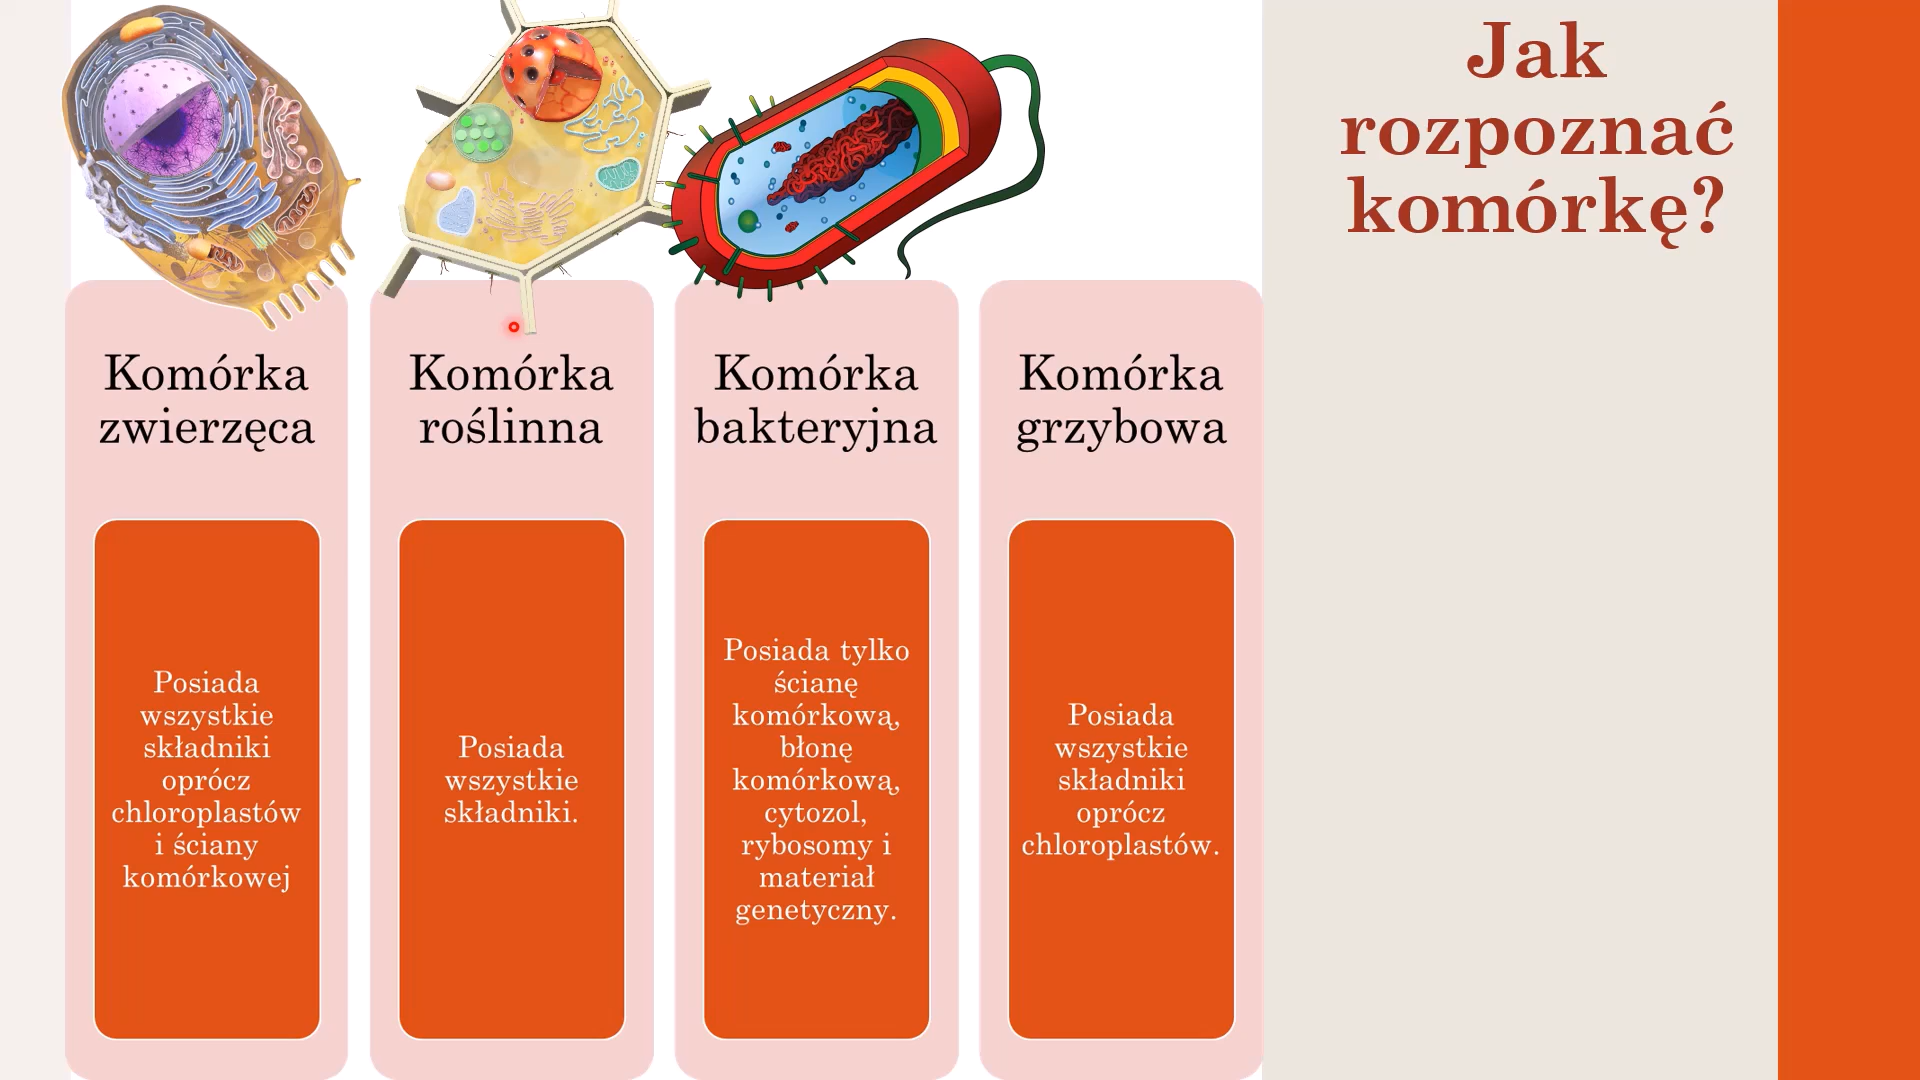 Jak
rozpoznać
komórkę?
Komórka
zwierzęca
Posiada
wszystkie
składniki
oprócz
chloroplastów
i ściany
komórkowej
Komórka
roślinna
Posiada
wszystkie
składniki.
Komórka
bakteryjna
Posiada tylko
ścianę
komórkową,
błonę
komórkową,
cytozol,
rybosomy i
materiał
genetyczny.
Komórka
grzybowa
Posiada
wszystkie
składniki
oprócz
chloroplastów.